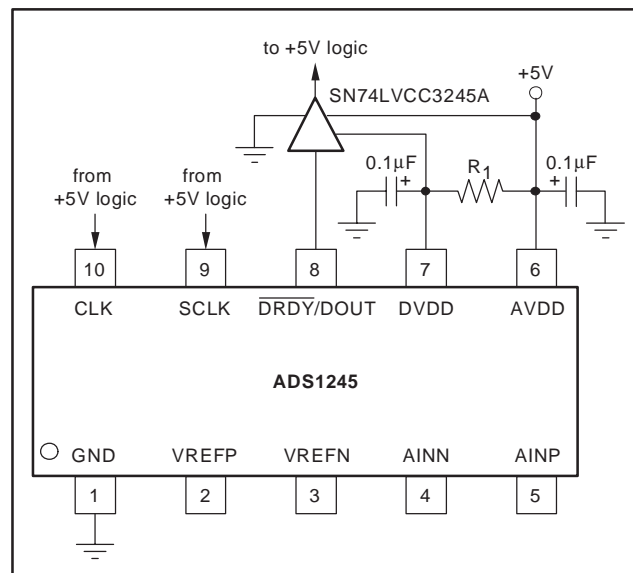 to +5V logic
SN74LVCC3245A
+5V
from
+5V logic
from
+5V logic
0.1µF
+
R1
0.1µF
+
10
9
8
7
6
CLK
SCLK
DRDY/DOUT
DVDD
AVDD
ADS1245
GND
VREFP
VREFN
AINN
AINP
1
2
3
4
5